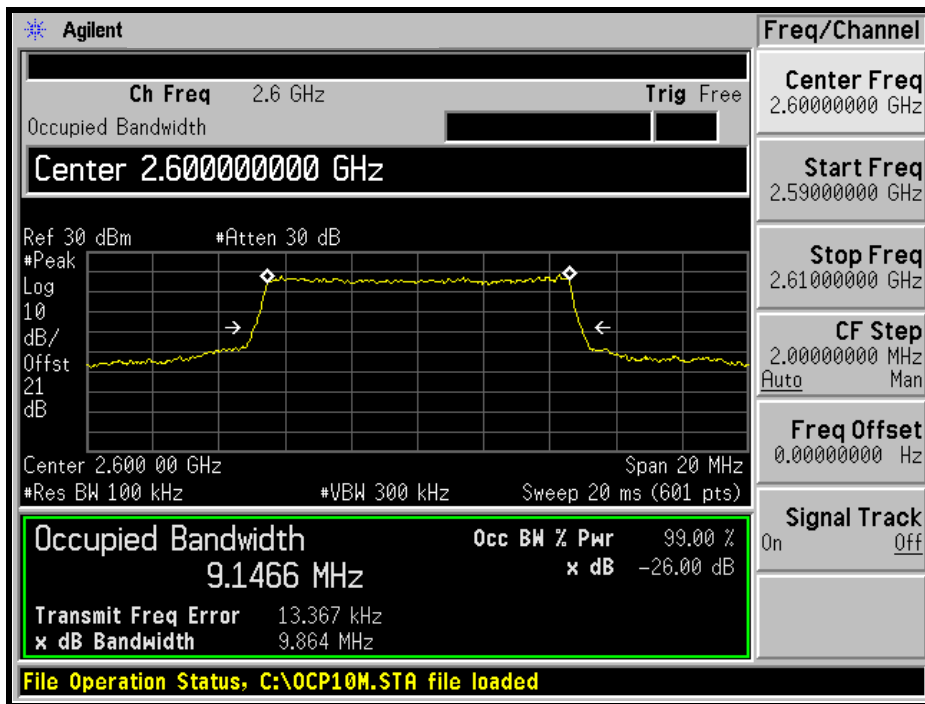 Agilent
Freq/Channel
Ch Freq 2.6 GHz Trig Free
Occupied Bandwidth
Center 2.600000000 GHz
Ref 30 dBm #Atten 30 dB
#Peak
Log
10
dB/
Offst
21
dB
Center 2.600 00 GHz Span 20 MHz
#Res BW 100 kHz #VBW 300 kHz Sweep 20 ms (601 pts)
Occupied Bandwidth Occ BW % Pwr 99.00 %
9.1466 MHz x dB -26.00 dB
Transmit Freq Error 13.367 kHz
x dB Bandwidth 9.864 MHz
File Operation Status, C:\OCP10M.STA file loaded
Center Freq
2.60000000 GHz
Start Freq
2.59000000 GHz
Stop Freq
2.61000000 GHz
CF Step
2.00000000 MHz
Auto Man
Freq Offset
0.00000000 Hz
Signal Track
On Off